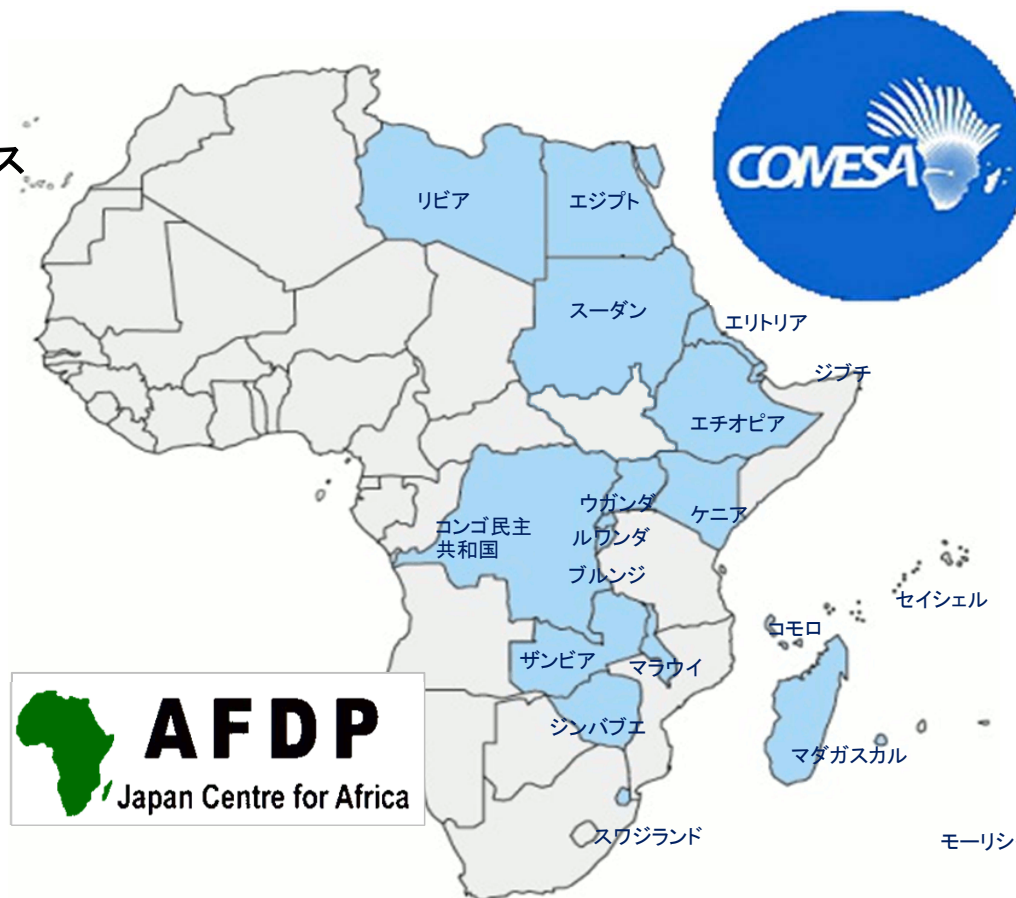 ス
COMESA
リビア
エジプト
スーダン
エリトリア
ジブチ
エチオピア
ウガンダ
ケニア
コンゴ民主
共和国
ルワンダ
ブルンジ
セイシェル
コモロ
ザンビア
マラウイ
ジンバブエ
マダガスカル
AFDP
Japan Centre for Africa
スワジランド
モーリシ